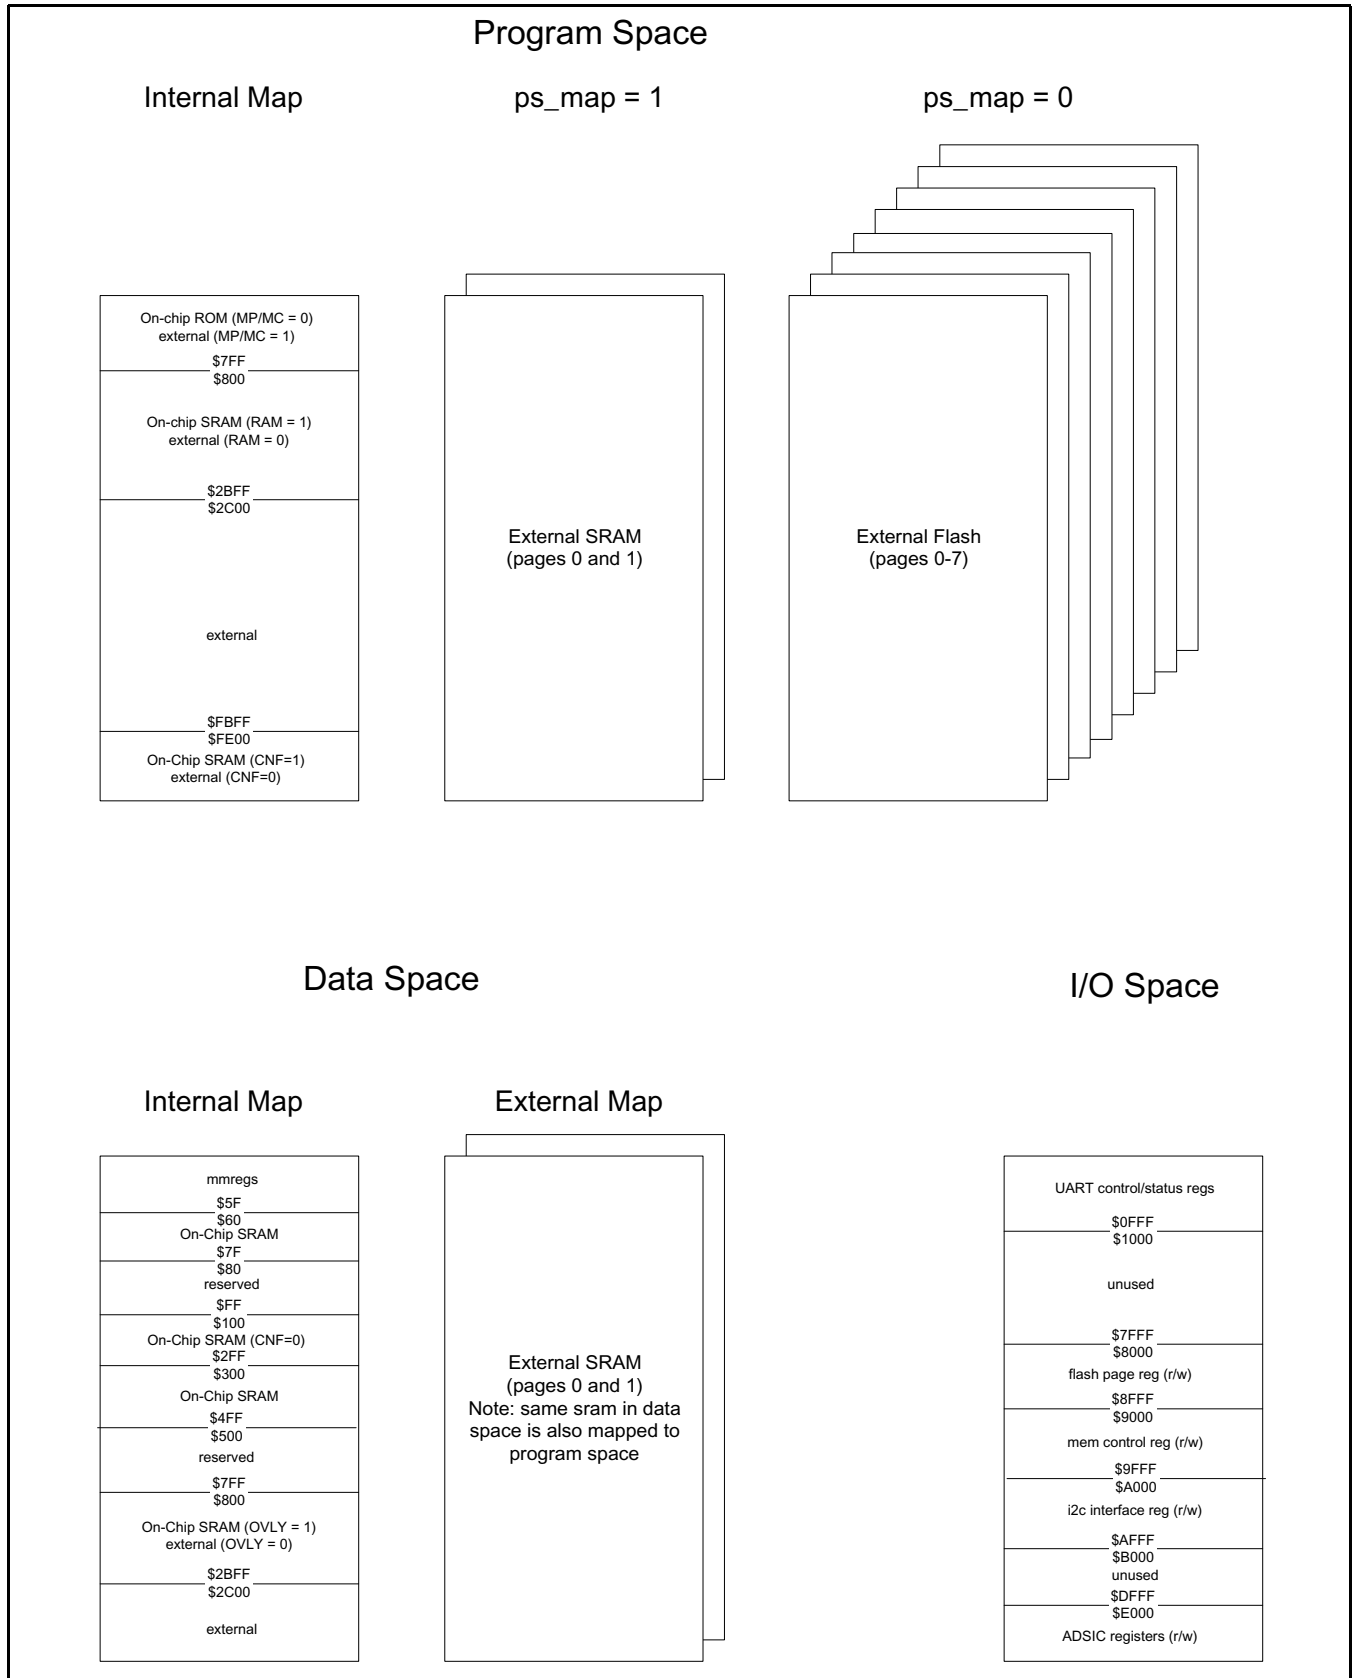 Program Space
Internal Map
ps_map = 1
ps_map = 0
On-chip ROM (MP/MC = 0)
external (MP/MC = 1)
$7FF
$800
On-chip SRAM (RAM = 1)
external (RAM = 0)
$2BFF
$2C00
external
$FBFF
$FE00
On-Chip SRAM (CNF=1)
external (CNF=0)
External SRAM
(pages 0 and 1)
External Flash
(pages 0-7)
Data Space
Internal Map
External Map
mmregs
$5F
$60
On-Chip SRAM
$7F
$80
reserved
$FF
$100
On-Chip SRAM (CNF=0)
$2FF
$300
On-Chip SRAM
$4FF
$500
reserved
$7FF
$800
On-Chip SRAM (OVLY = 1)
external (OVLY = 0)
$2BFF
$2C00
external
External SRAM
(pages 0 and 1)
Note: same sram in data
space is also mapped to
program space
I/O Space
UART control/status regs
$0FFF
$1000
unused
$7FFF
$8000
flash page reg (r/w)
$8FFF
$9000
mem control reg (r/w)
$9FFF
$A000
i2c interface reg (r/w)
$AFFF
$B000
unused
$DFFF
$E000
ADSIC registers (r/w)